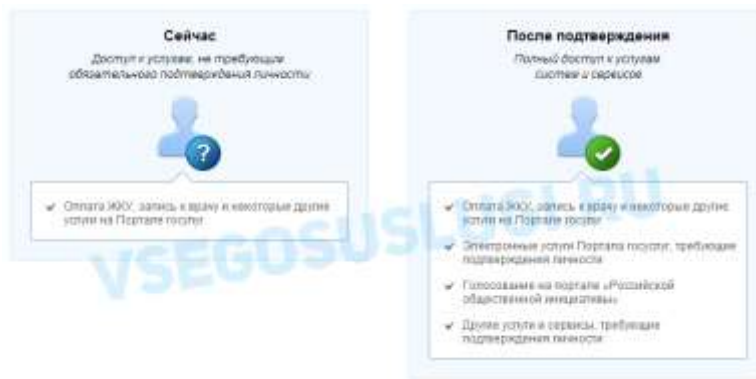 Сейчас
Доступ к услугам, не требующим
обязательного подтверждения личности
?
Оплата ЖКУ, запись к врачу и некоторые другие
услуги на Портале госуслуг
После подтверждения
Полный доступ к услугам
систем и сервисов
Оплата ЖКУ, запись к врачу и некоторые другие
услуги на Портале госуслуг
Электронные услуги Портала госуслуг, требующие
подтверждения личности
Голосование на портале «Российской
общественной инициативы»
Другие услуги и сервисы, требующие
подтверждения личности
VSEGOSUSLUGI.RU